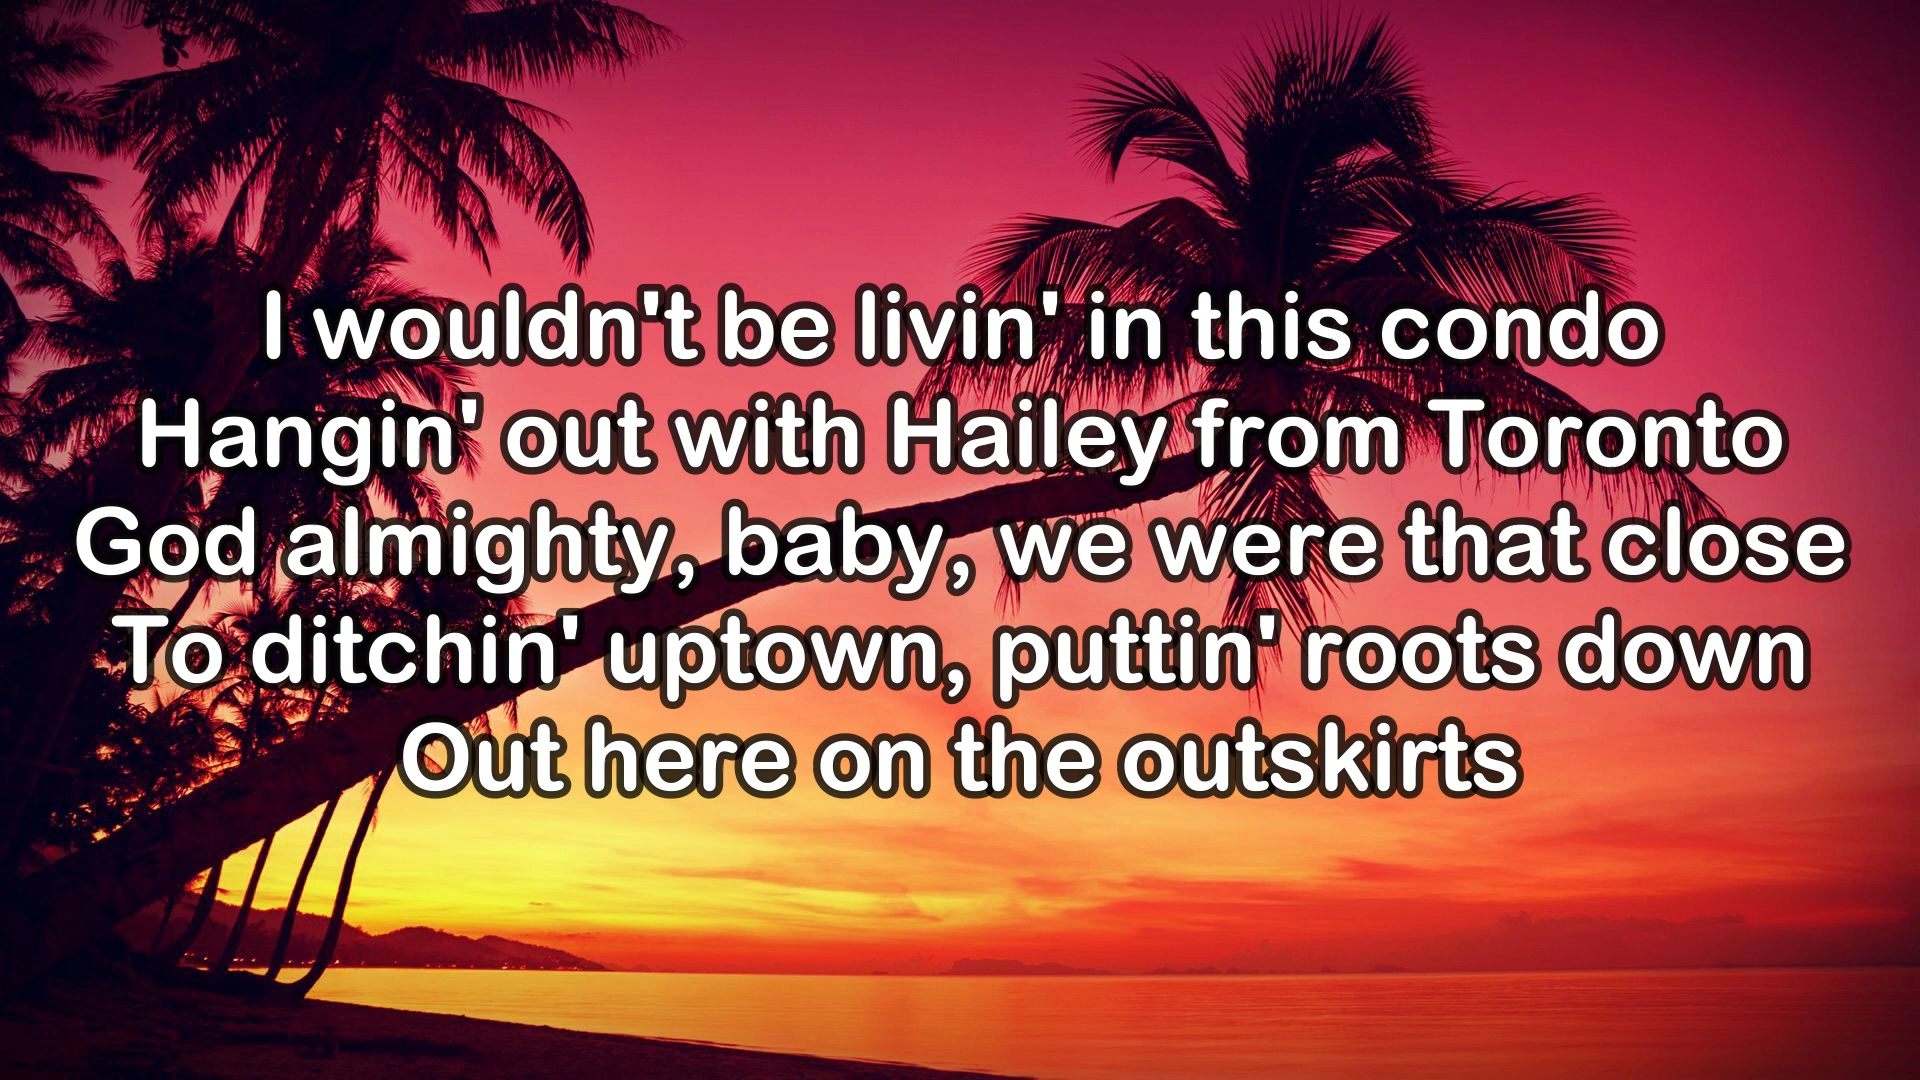 I wouldn't be livin' in this condo
Hangin' out with Hailey from Toronto
God almighty, baby, we were that close
To ditchin' uptown, puttin' roots down
Out here on the outskirts